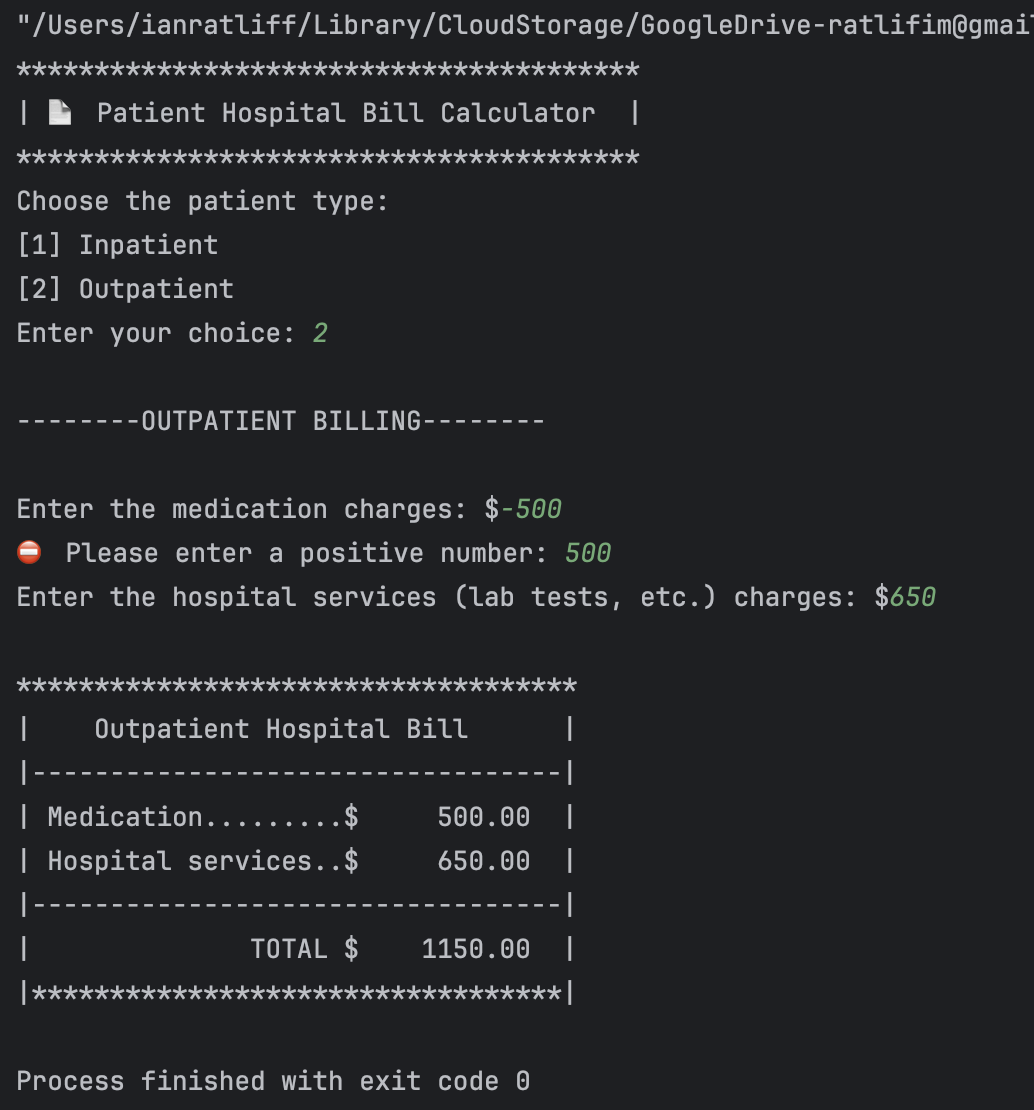 "/Users/ianratliff/Library/CloudStorage/GoogleDrive-ratlifim@gmail
****************************************
| 📄 Patient Hospital Bill Calculator  |
****************************************
Choose the patient type:
[1] Inpatient
[2] Outpatient
Enter your choice: 2
--------OUTPATIENT BILLING--------
Enter the medication charges: $-500
⛔ Please enter a positive number: 500
Enter the hospital services (lab tests, etc.) charges: $650
************************************
|    Outpatient Hospital Bill      |
|----------------------------------|
| Medication.........$     500.00  |
| Hospital services..$     650.00  |
|----------------------------------|
|              TOTAL $    1150.00  |
|**********************************|
Process finished with exit code 0